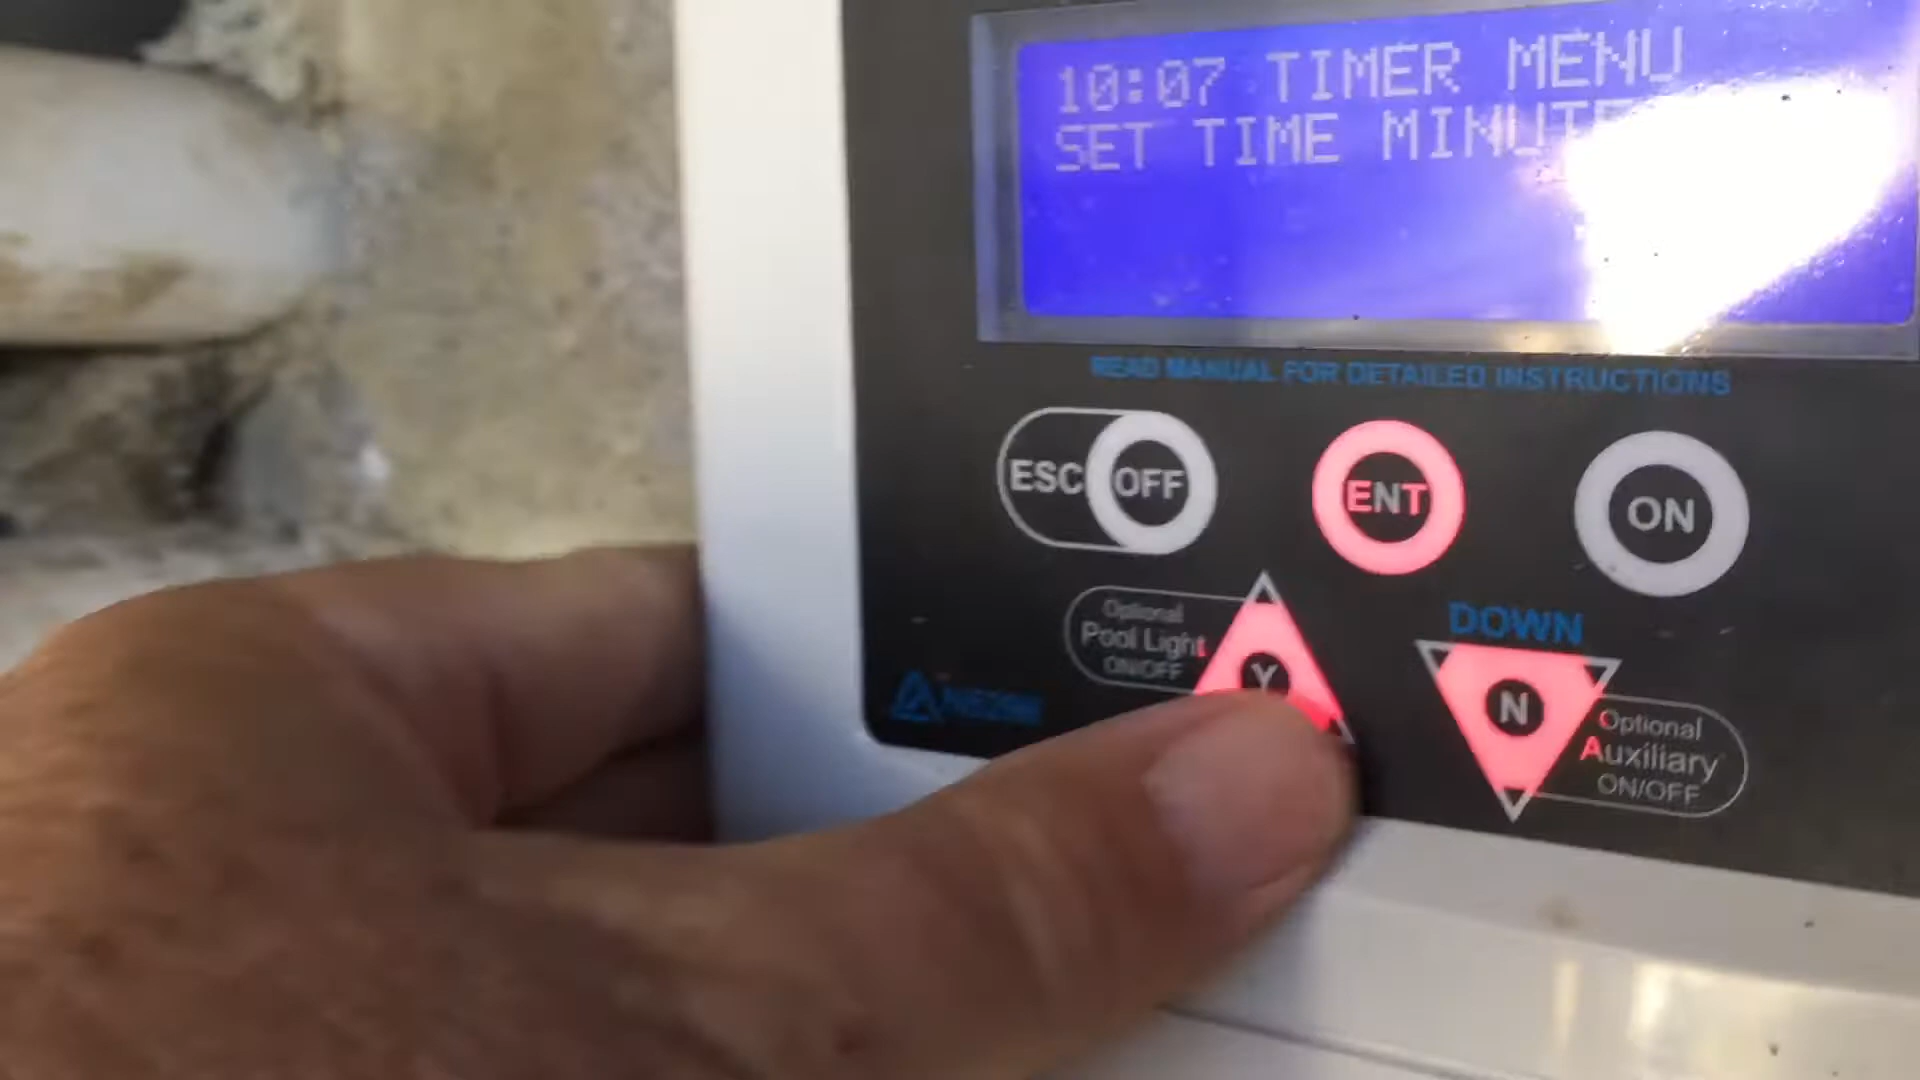 10:07 TIMER MENU
SET TIME
READ MANUAL FOR DETAILED INSTRUCTIONS
ESC OFF
ENT
ON
Optional
Pool Light
ON/OFF
Y
DOWN
N
Optional
Auxiliary
ON/OFF